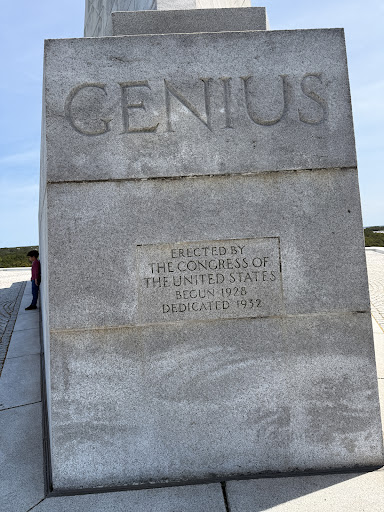 GENIUS
ERECTED BY
THE CONGRESS OF
THE UNITED STATES
BEGUN 1928
DEDICATED 1932